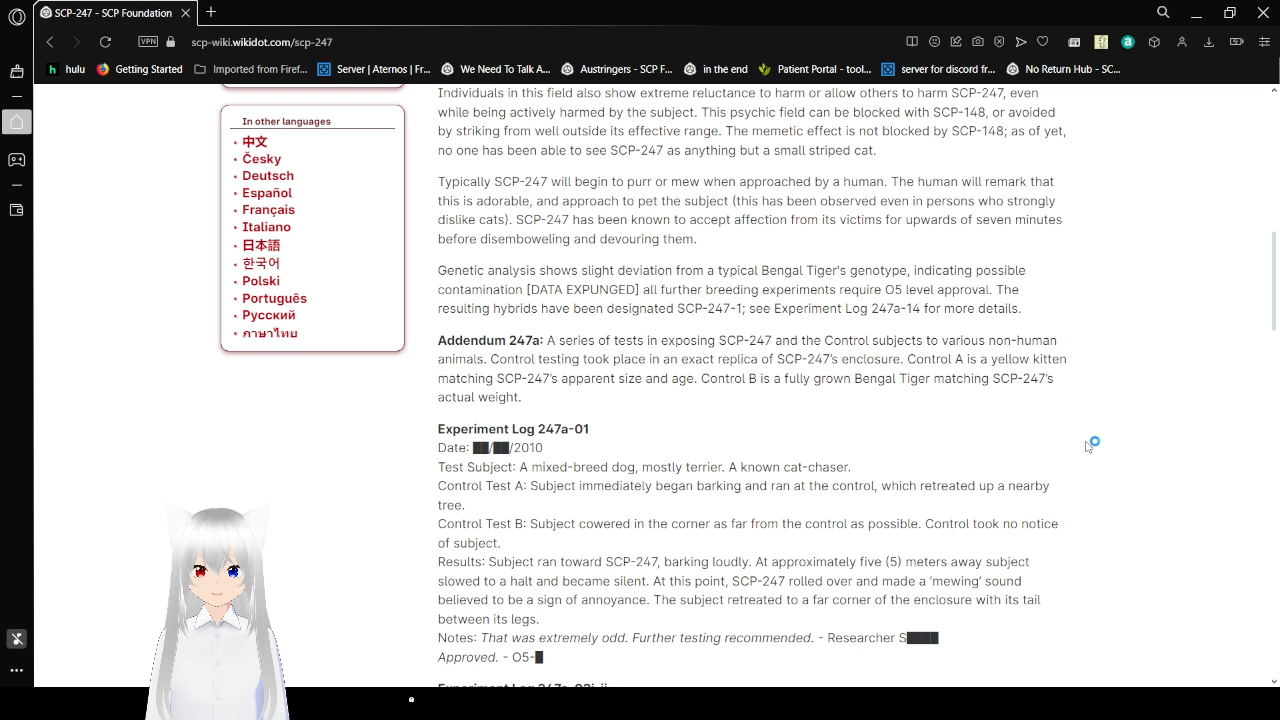 SCP-247 - SCP Foundation
VPN
scp-wiki.wikidot.com/scp-247
hulu
Getting Started
Imported from Firef...
Server | Aternos | Fr...
We Need To Talk A...
Austringers - SCP F...
in the end
Patient Portal - tool...
server for discord fr...
No Return Hub - SC...
In other languages
中文
Česky
Deutsch
Español
Français
Italiano
日本語
한국어
Polski
Português
Русский
ภาษาไทย
Individuals in this field also show extreme reluctance to harm or allow others to harm SCP-247, even
while being actively harmed by the subject. This psychic field can be blocked with SCP-148, or avoided
by striking from well outside its effective range. The memetic effect is not blocked by SCP-148; as of yet,
no one has been able to see SCP-247 as anything but a small striped cat.
Typically SCP-247 will begin to purr or mew when approached by a human. The human will remark that
this is adorable, and approach to pet the subject (this has been observed even in persons who strongly
dislike cats). SCP-247 has been known to accept affection from its victims for upwards of seven minutes
before disemboweling and devouring them.
Genetic analysis shows slight deviation from a typical Bengal Tiger's genotype, indicating possible
contamination [DATA EXPUNGED] all further breeding experiments require O5 level approval. The
resulting hybrids have been designated SCP-247-1; see Experiment Log 247a-14 for more details.
Addendum 247a: A series of tests in exposing SCP-247 and the Control subjects to various non-human
animals. Control testing took place in an exact replica of SCP-247's enclosure. Control A is a yellow kitten
matching SCP-247's apparent size and age. Control B is a fully grown Bengal Tiger matching SCP-247's
actual weight.
Experiment Log 247a-01
Date: ██/██/2010
Test Subject: A mixed-breed dog, mostly terrier. A known cat-chaser.
Control Test A: Subject immediately began barking and ran at the control, which retreated up a nearby
tree.
Control Test B: Subject cowered in the corner as far from the control as possible. Control took no notice
of subject.
Results: Subject ran toward SCP-247, barking loudly. At approximately five (5) meters away subject
slowed to a halt and became silent. At this point, SCP-247 rolled over and made a 'mewing' sound
believed to be a sign of annoyance. The subject retreated to a far corner of the enclosure with its tail
between its legs.
Notes: That was extremely odd. Further testing recommended. - Researcher S████
Approved. - O5-█